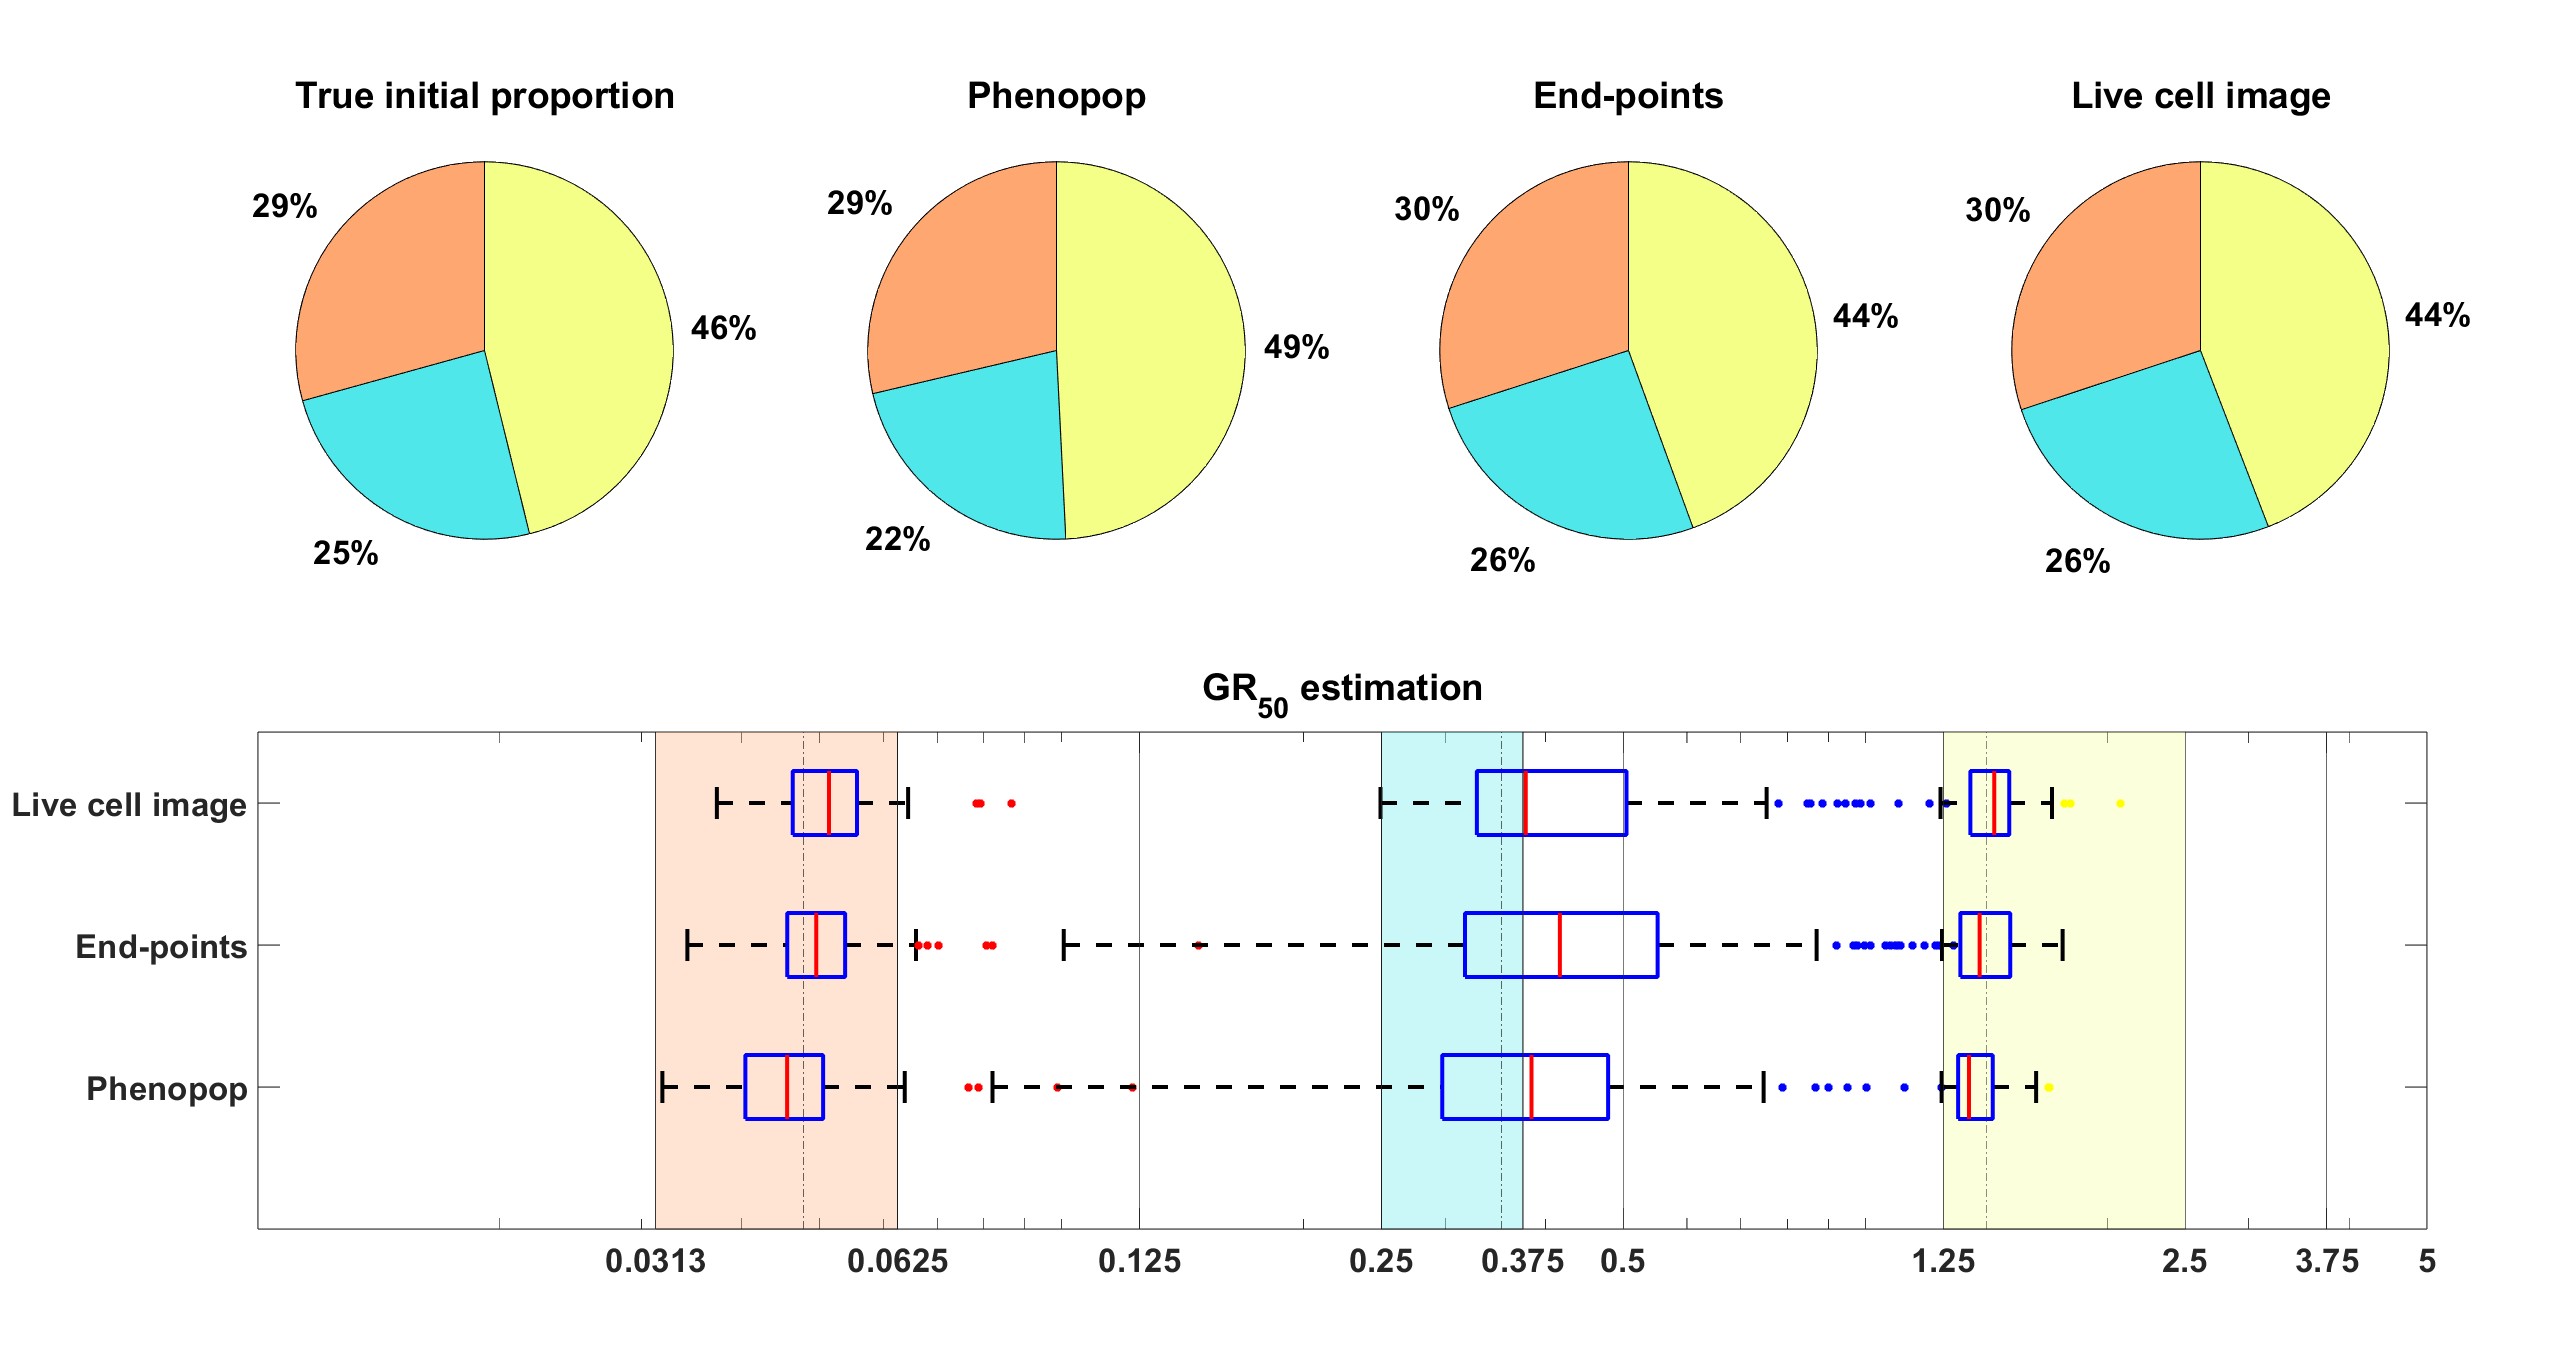 True initial proportion
Phenopop
End-points
Live cell image
29%
46%
25%
29%
49%
22%
30%
44%
26%
30%
44%
26%
GR50 estimation
Live cell image
End-points
Phenopop
0.0313 0.0625 0.125 0.25 0.375 0.5 1.25 2.5 3.75 5